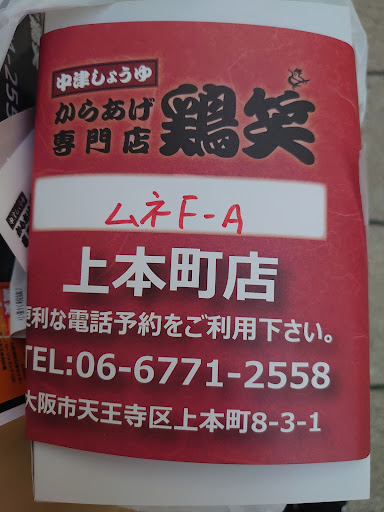 中津しょうゆ
からあげ
専門店
鶏笑
ムネF-A
上本町店
便利な電話予約をご利用下さい。
TEL:06-6771-2558
大阪市天王寺区上本町8-3-1